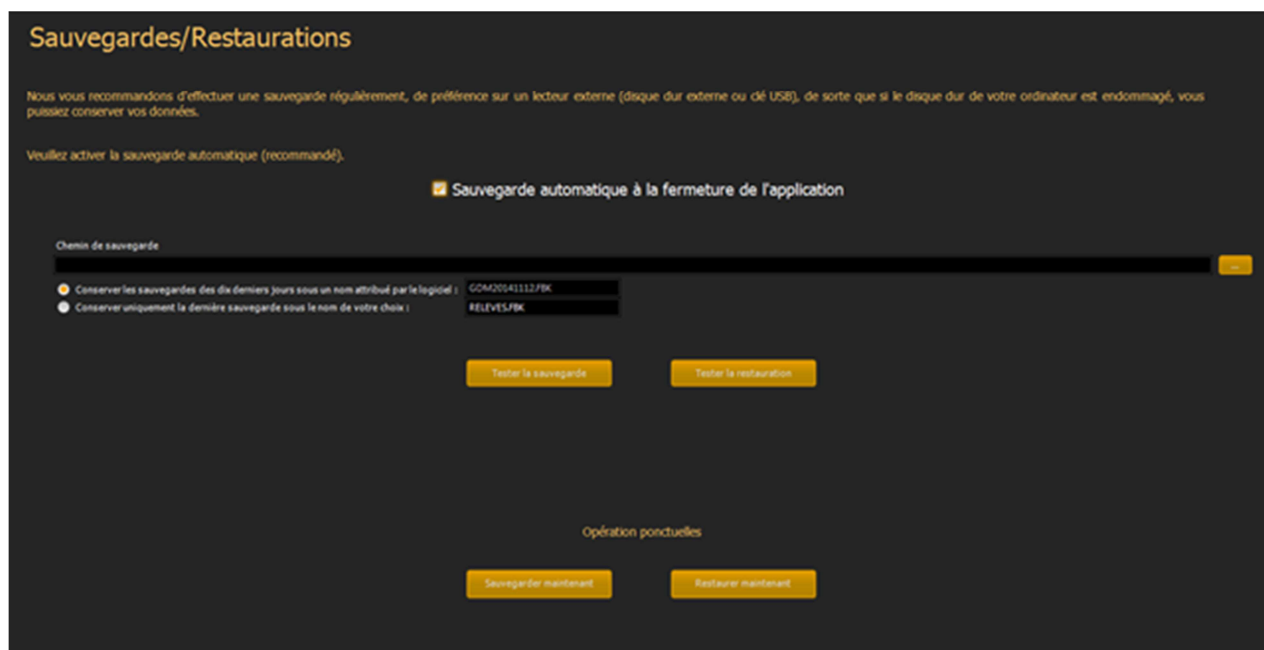 Sauvegardes/Restaurations
Nous vous recommandons d'effectuer une sauvegarde régulièrement, de préférence sur un lecteur externe (disque dur externe ou clé USB), de sorte que si le disque dur de votre ordinateur est endommagé, vous
puissiez conserver vos données.
Veuillez activer la sauvegarde automatique (recommandé).
Sauvegarde automatique à la fermeture de l'application
Chemin de sauvegarde
...
Conserver les sauvegardes des dix derniers jours sous un nom attribué par le logiciel : GDM20141112.FBK
Conserver uniquement la dernière sauvegarde sous le nom de votre choix : RELEVES.FBK
Tester la sauvegarde Tester la restauration
Opération ponctuelles
Sauvegarder maintenant Restaurer maintenant